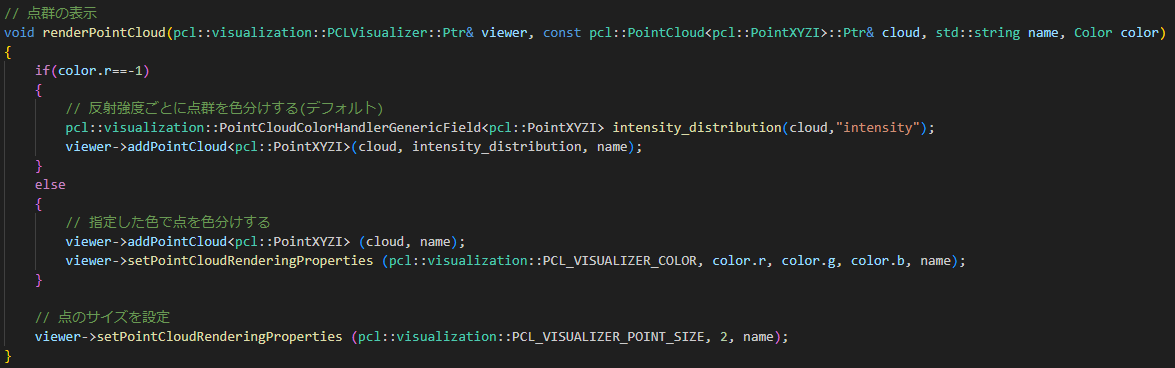 // 点群の表示
void renderPointCloud(pcl::visualization::PCLVisualizer::Ptr& viewer, const pcl::PointCloud<pcl::PointXYZI>::Ptr& cloud, std::string name, Color color)
{
    if(color.r==-1)
    {
        // 反射強度ごとに点群を色分けする(デフォルト)
        pcl::visualization::PointCloudColorHandlerGenericField<pcl::PointXYZI> intensity_distribution(cloud,"intensity");
        viewer->addPointCloud<pcl::PointXYZI>(cloud, intensity_distribution, name);
    }
    else
    {
        // 指定した色で点を色分けする
        viewer->addPointCloud<pcl::PointXYZI> (cloud, name);
        viewer->setPointCloudRenderingProperties (pcl::visualization::PCL_VISUALIZER_COLOR, color.r, color.g, color.b, name);
    }
    // 点のサイズを設定
    viewer->setPointCloudRenderingProperties (pcl::visualization::PCL_VISUALIZER_POINT_SIZE, 2, name);
}